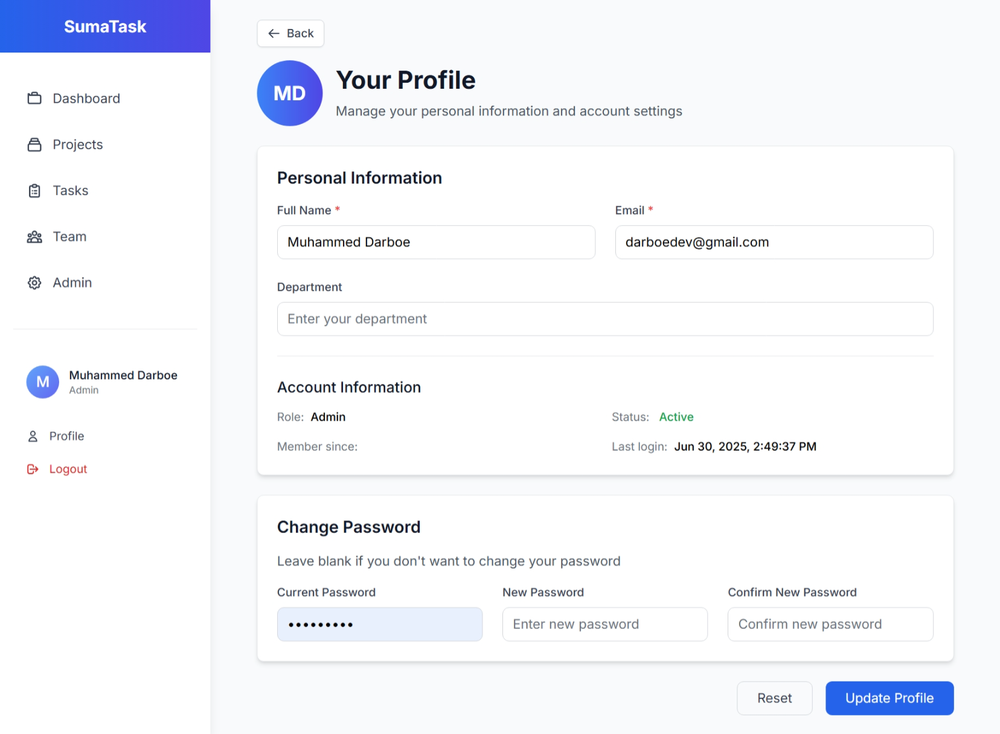 SumaTask
Dashboard
Projects
Tasks
Team
Admin
M
Muhammed Darboe
Admin
Profile
Logout
Back
MD
Your Profile
Manage your personal information and account settings
Personal Information
Full Name *
Email *
Muhammed Darboe
darboedev@gmail.com
Department
Enter your department
Account Information
Role: Admin
Status: Active
Member since:
Last login: Jun 30, 2025, 2:49:37 PM
Change Password
Leave blank if you don't want to change your password
Current Password
New Password
Confirm New Password
•••••••••
Enter new password
Confirm new password
Reset
Update Profile